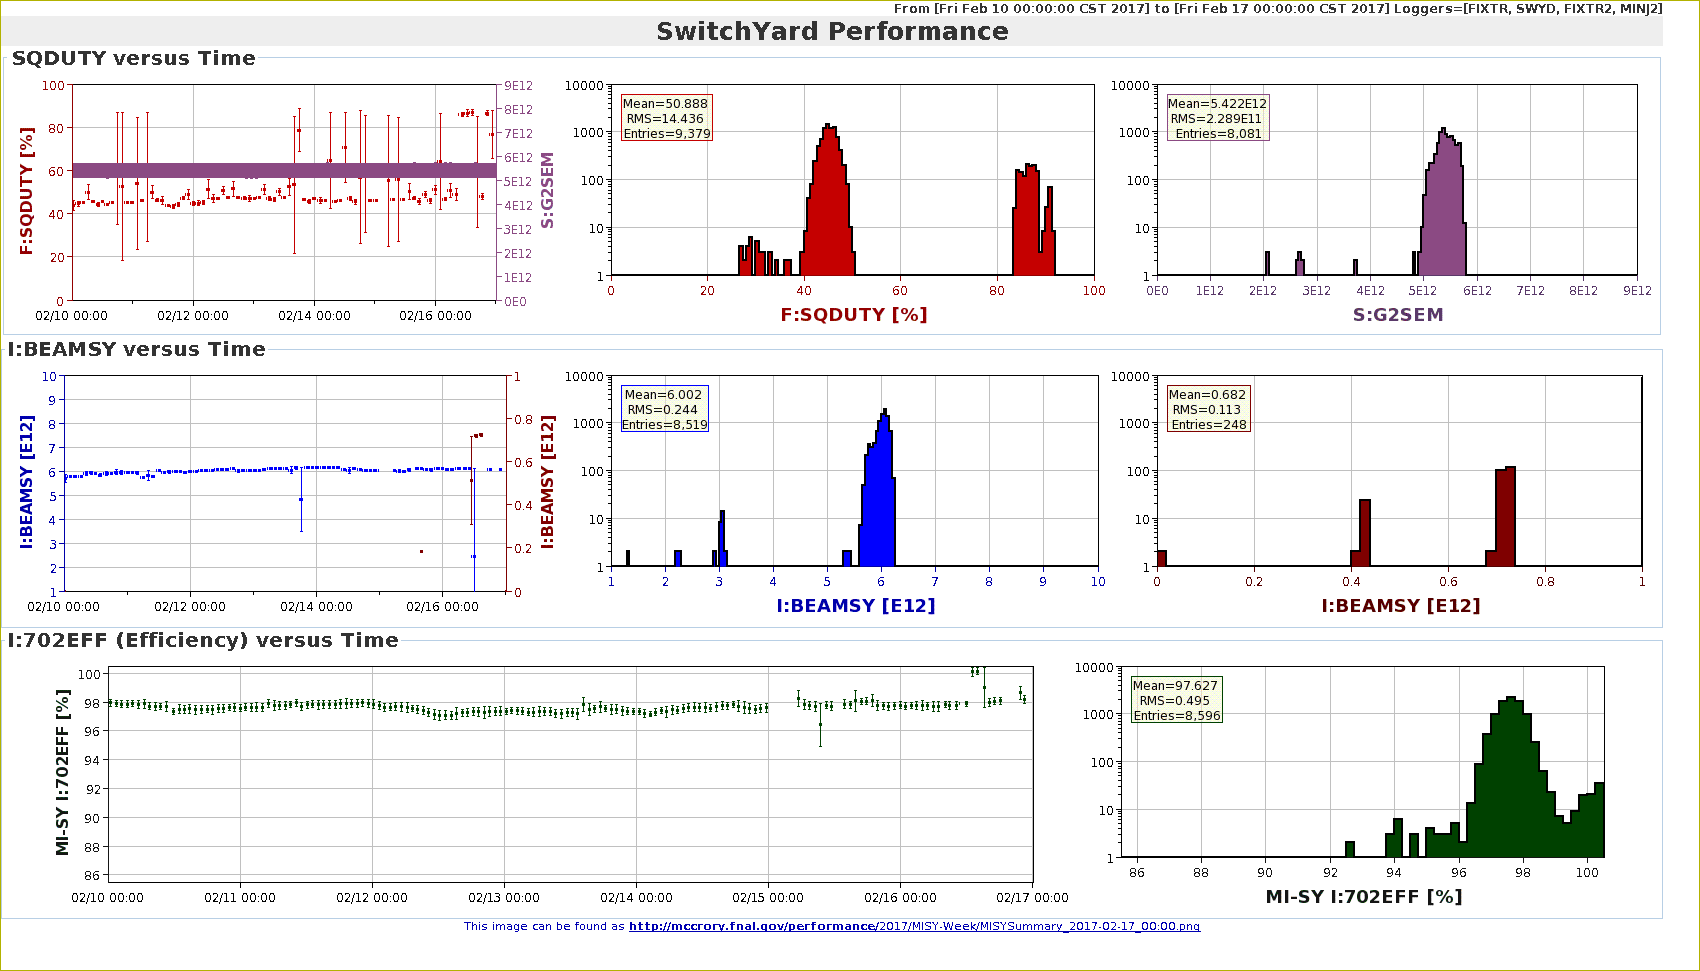 From [Fri Feb 10 00:00:00 CST 2017] to [Fri Feb 17 00:00:00 CST 2017] Loggers=[FIXTR, SWYD, FIXTR2, MINJ2]
SwitchYard Performance
SQDUTY versus Time
100
80
60
40
20
0
F:SQDUTY [%]
9E12
8E12
7E12
6E12
5E12
4E12
3E12
2E12
1E12
0E0
S:G2SEM
02/10 00:00 02/12 00:00 02/14 00:00 02/16 00:00
10000
1000
100
10
1
Mean=50.888
RMS=14.436
Entries=9,379
0 20 40 60 80 100
F:SQDUTY [%]
10000
1000
100
10
1
Mean=5.422E12
RMS=2.289E11
Entries=8,081
0E0 1E12 2E12 3E12 4E12 5E12 6E12 7E12 8E12 9E12
S:G2SEM
I:BEAMSY versus Time
10
9
8
7
6
5
4
3
2
1
I:BEAMSY [E12]
1
0.8
0.6
0.4
0.2
0
I:BEAMSY [E12]
02/10 00:00 02/12 00:00 02/14 00:00 02/16 00:00
10000
1000
100
10
1
Mean=6.002
RMS=0.244
Entries=8,519
1 2 3 4 5 6 7 8 9 10
I:BEAMSY [E12]
10000
1000
100
10
1
Mean=0.682
RMS=0.113
Entries=248
0 0.2 0.4 0.6 0.8 1
I:BEAMSY [E12]
I:702EFF (Efficiency) versus Time
100
98
96
94
92
90
88
86
MI-SY I:702EFF [%]
02/10 00:00 02/11 00:00 02/12 00:00 02/13 00:00 02/14 00:00 02/15 00:00 02/16 00:00 02/17 00:00
10000
1000
100
10
1
Mean=97.627
RMS=0.495
Entries=8,596
86 88 90 92 94 96 98 100
MI-SY I:702EFF [%]
This image can be found as http://mccrory.fnal.gov/performance/2017/MISY-Week/MISYSummary_2017-02-17_00:00.png